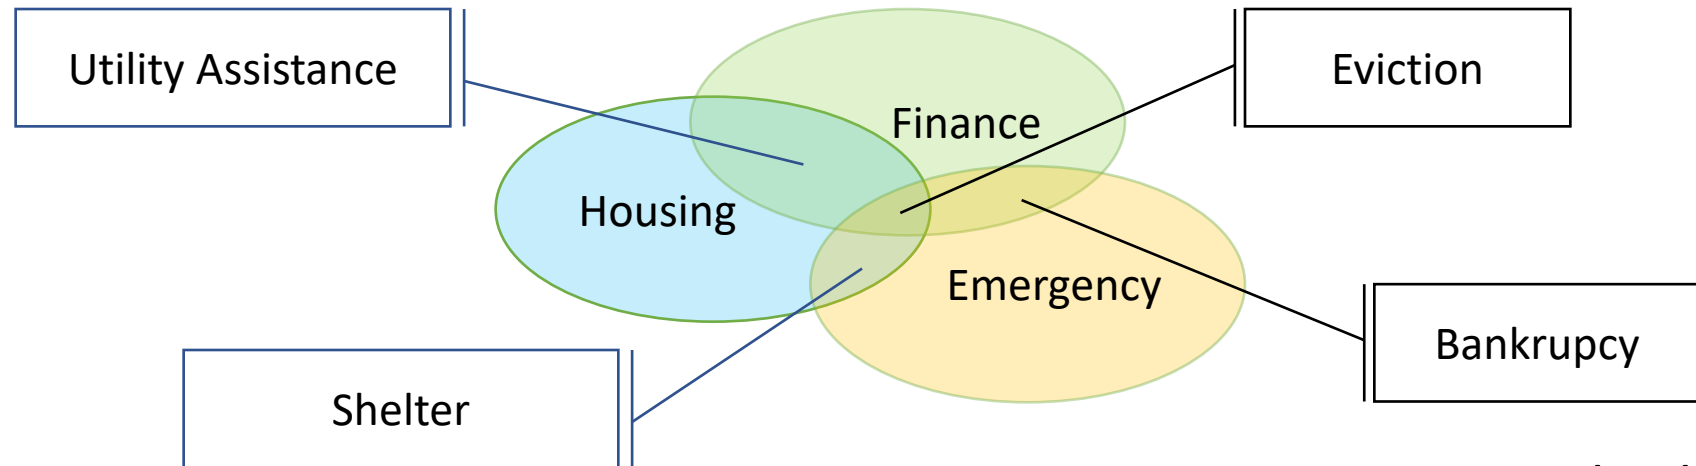 Utility Assistance
Eviction
Finance
Housing
Emergency
Bankrupcy
Shelter